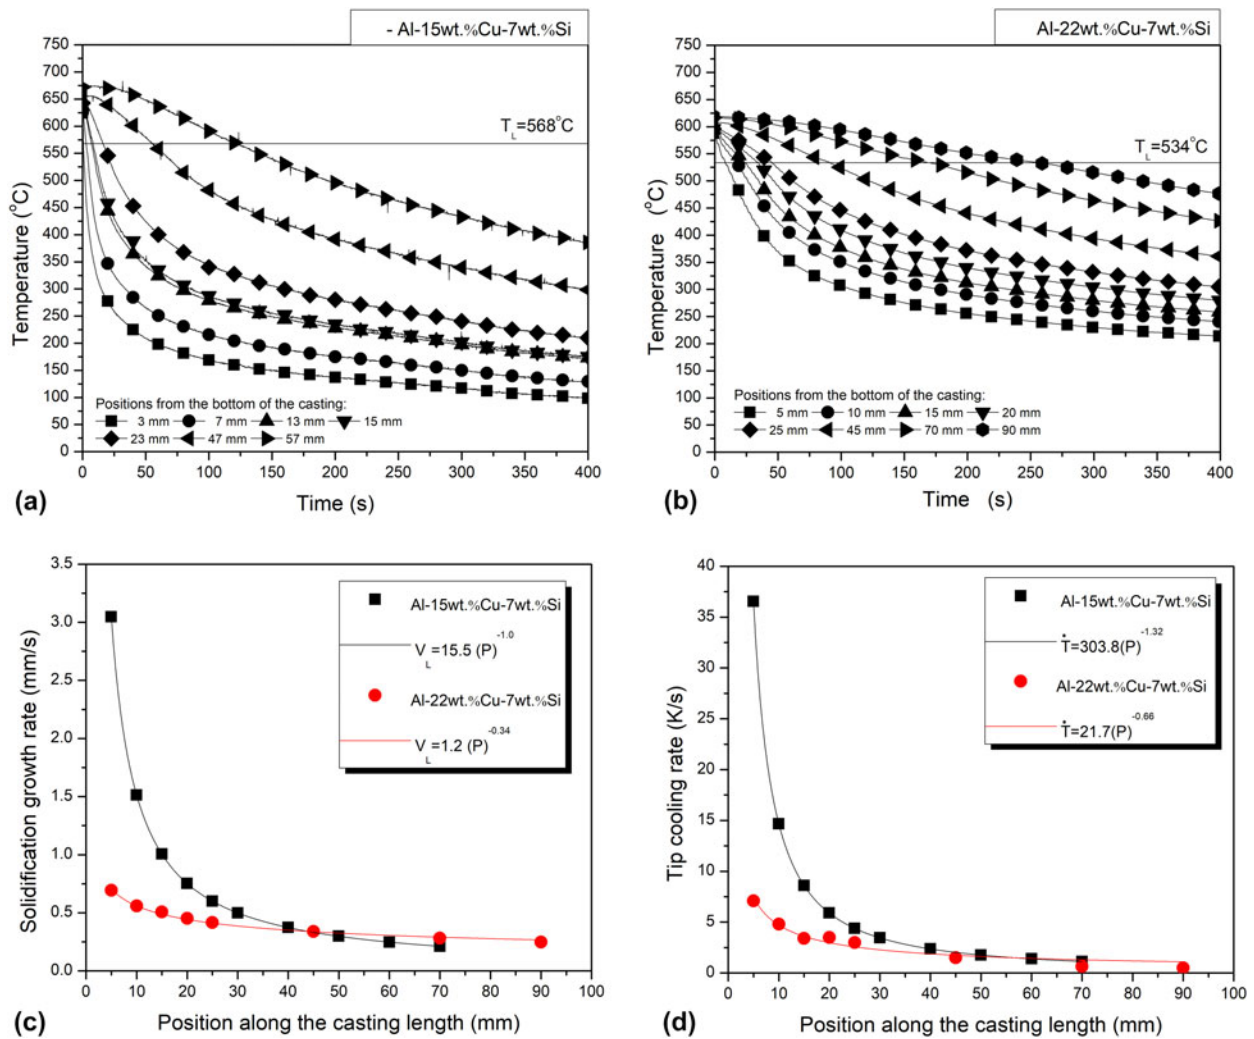 - Al-15wt.%Cu-7wt.%Si
750
700
650
600
550
500
450
400
350
300
250
200
150
100
50
0
Temperature (°C)
T_L=568°C
Positions from the bottom of the casting:
3 mm 7 mm 13 mm 15 mm
23 mm 47 mm 57 mm
0 50 100 150 200 250 300 350 400
Time (s)
(a)
Al-22wt.%Cu-7wt.%Si
750
700
650
600
550
500
450
400
350
300
250
200
150
100
50
0
Temperature (°C)
T_L=534°C
Positions from the bottom of the casting:
5 mm 10 mm 15 mm 20 mm
25 mm 45 mm 70 mm 90 mm
0 50 100 150 200 250 300 350 400
Time (s)
(b)
3.5
3.0
2.5
2.0
1.5
1.0
0.5
0.0
Solidification growth rate (mm/s)
Al-15wt.%Cu-7wt.%Si
V_L=15.5 (P)^-1.0
Al-22wt.%Cu-7wt.%Si
V_L=1.2 (P)^-0.34
0 10 20 30 40 50 60 70 80 90 100
Position along the casting length (mm)
(c)
40
35
30
25
20
15
10
5
0
Tip cooling rate (K/s)
Al-15wt.%Cu-7wt.%Si
Ṫ=303.8(P)^-1.32
Al-22wt.%Cu-7wt.%Si
Ṫ=21.7(P)^-0.66
0 10 20 30 40 50 60 70 80 90 100
Position along the casting length (mm)
(d)